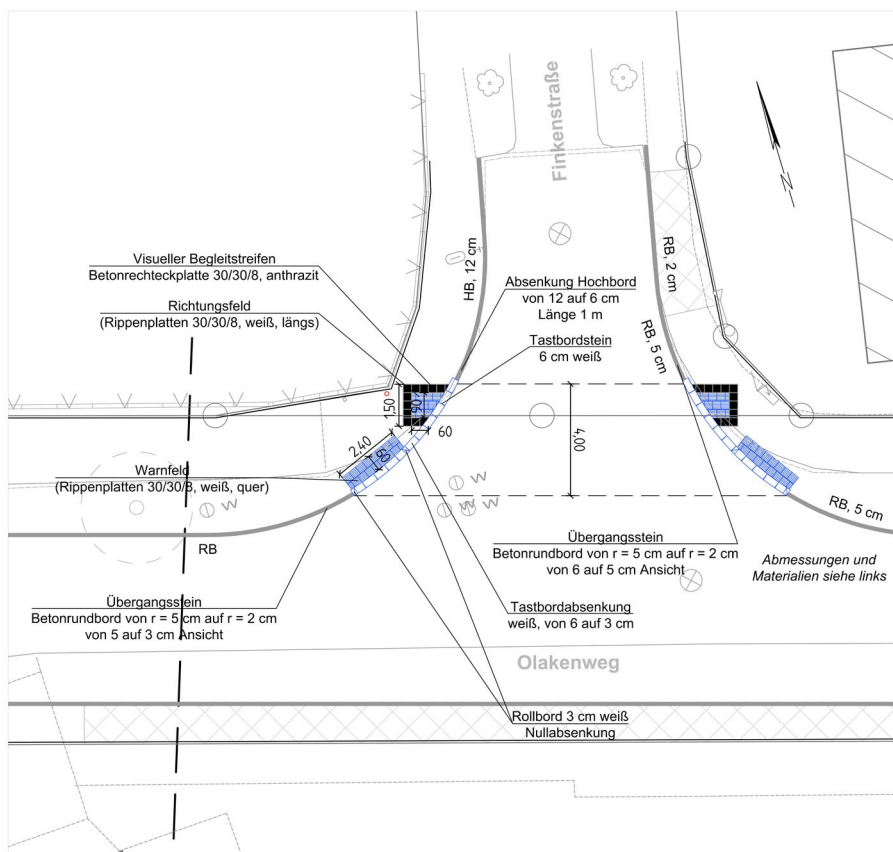 Finkenstraße
N
Visueller Begleitstreifen
Betonrechteckplatte 30/30/8, anthrazit
HB, 12 cm
RB, 2 cm
Absenkung Hochbord
von 12 auf 6 cm
Länge 1 m
Richtungsfeld
(Rippenplatten 30/30/8, weiß, längs)
Tastbordstein
6 cm weiß
RB, 5 cm
1,50
90
60
4,00
2,40
60
Warnfeld
(Rippenplatten 30/30/8, weiß, quer)
W
W
W
RB, 5 cm
RB
Übergangsstein
Betonrundbord von r = 5 cm auf r = 2 cm
von 6 auf 5 cm Ansicht
Abmessungen und
Materialien siehe links
Übergangsstein
Betonrundbord von r = 5 cm auf r = 2 cm
von 5 auf 3 cm Ansicht
Tastbordabsenkung
weiß, von 6 auf 3 cm
Olakenweg
Rollbord 3 cm weiß
Nullabsenkung